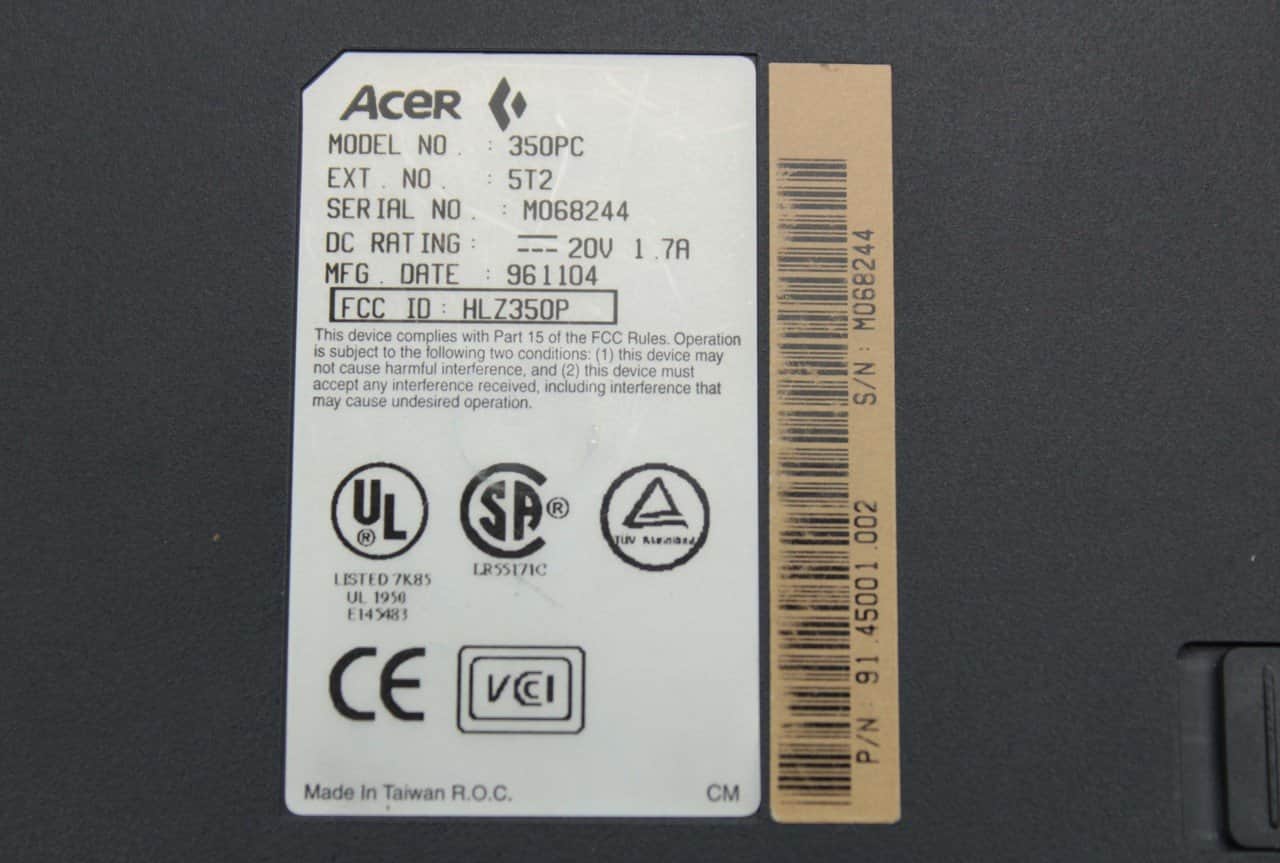 Acer
MODEL NO. : 350PC
EXT. NO. : 5T2
SERIAL NO. : M068244
DC RATING: 20V 1.7A
MFG. DATE : 961104
FCC ID: HLZ350P
This device complies with Part 15 of the FCC Rules. Operation
is subject to the following two conditions: (1) this device may
not cause harmful interference, and (2) this device must
accept any interference received, including interference that
may cause undesired operation.
UL ®
SA ®
TÜV Rheinland
LISTED 7K85
UL 1950
E145483
LR55171C
CE
VCCI
Made In Taiwan R.O.C.
CM
S/N: M068244
P/N: 91.45001.002